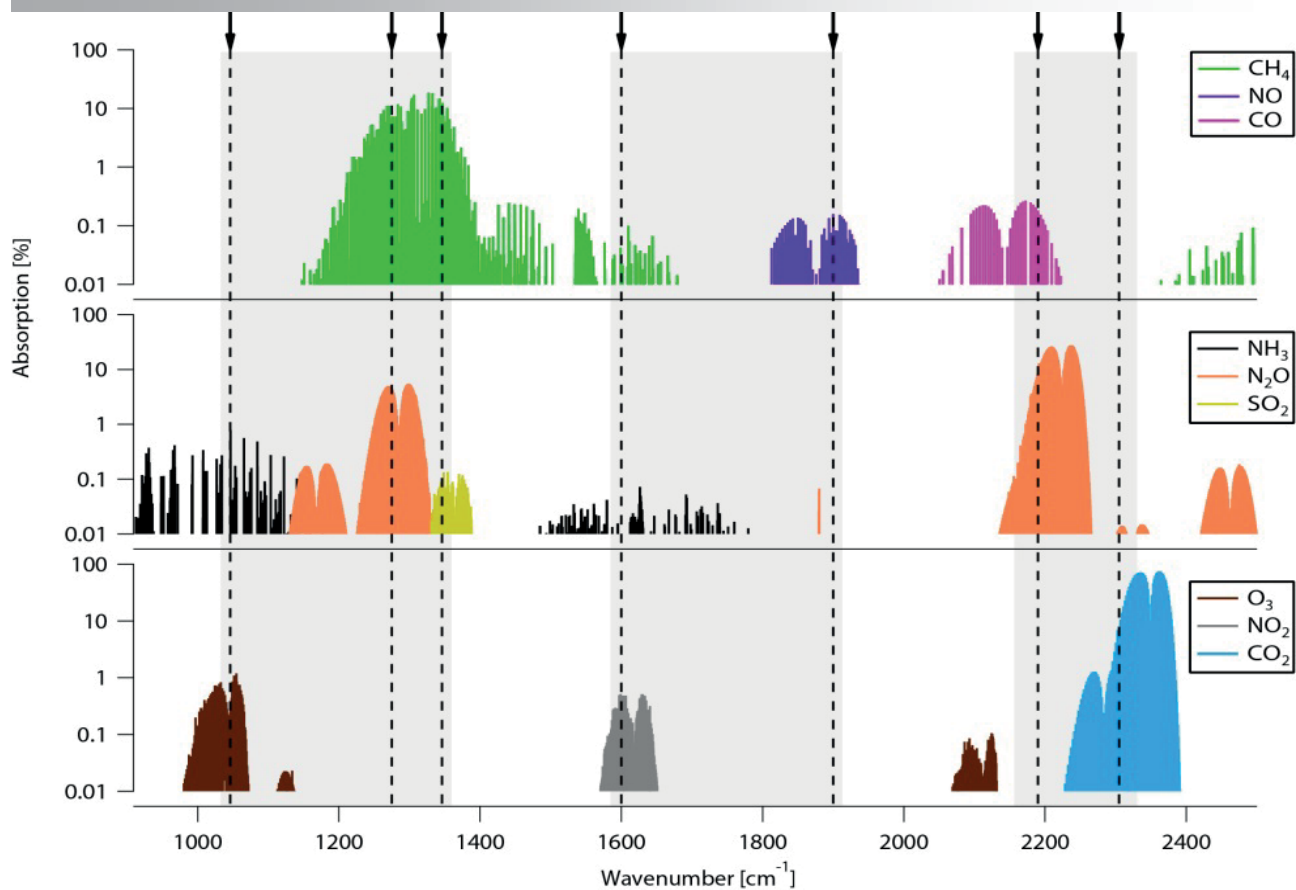 100
10
1
0.1
0.01
CH₄
NO
CO
Absorption [%]
100
10
1
0.1
0.01
NH₃
N₂O
SO₂
100
10
1
0.1
0.01
O₃
NO₂
CO₂
1000 1200 1400 1600 1800 2000 2200 2400
Wavenumber [cm⁻¹]